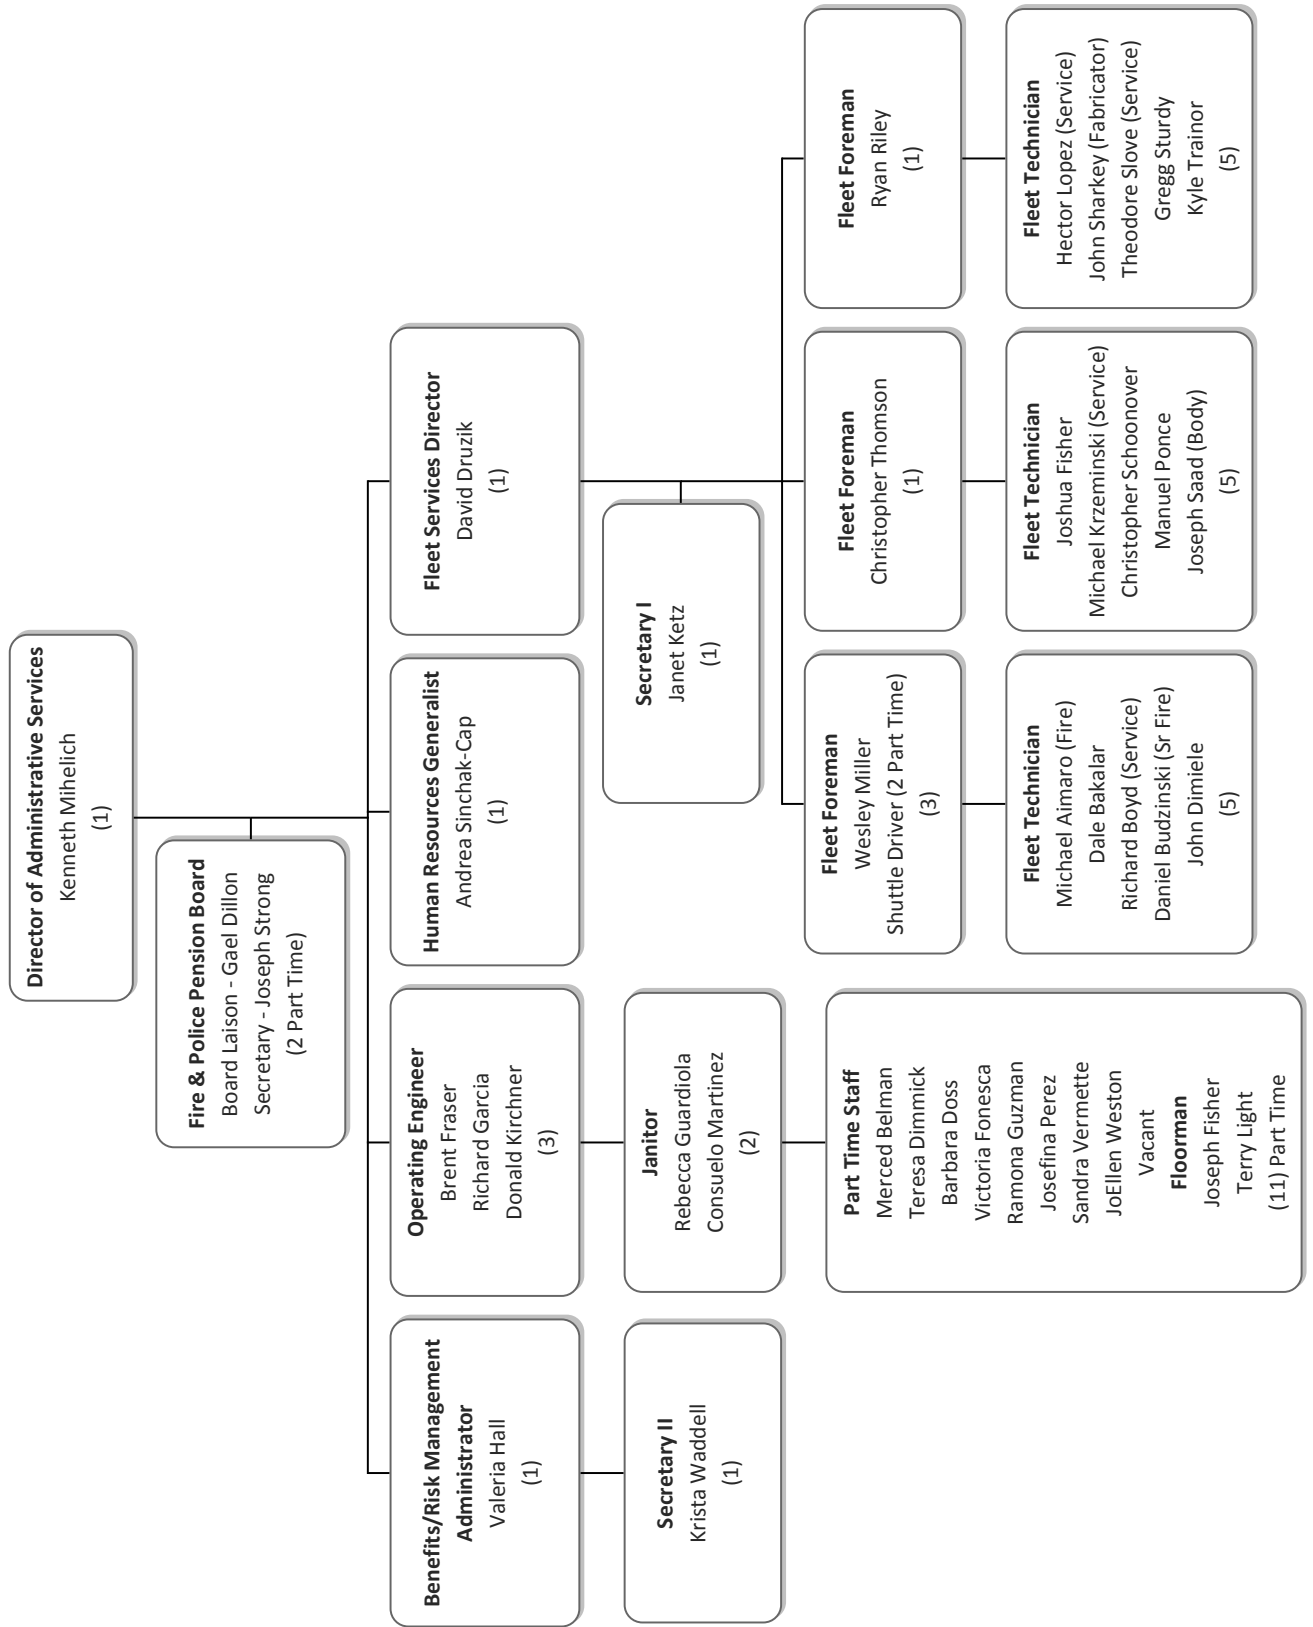 Director of Administrative Services
Kenneth Mihelich
(1)
Fire & Police Pension Board
Board Laison - Gael Dillon
Secretary - Joseph Strong
(2 Part Time)
Benefits/Risk Management
Administrator
Valeria Hall
(1)
Secretary II
Krista Waddell
(1)
Operating Engineer
Brent Fraser
Richard Garcia
Donald Kirchner
(3)
Janitor
Rebecca Guardiola
Consuelo Martinez
(2)
Part Time Staff
Merced Belman
Teresa Dimmick
Barbara Doss
Victoria Fonesca
Ramona Guzman
Josefina Perez
Sandra Vermette
JoEllen Weston
Vacant
Floorman
Joseph Fisher
Terry Light
(11) Part Time
Human Resources Generalist
Andrea Sinchak-Cap
(1)
Fleet Services Director
David Druzik
(1)
Secretary I
Janet Ketz
(1)
Fleet Foreman
Wesley Miller
Shuttle Driver (2 Part Time)
(3)
Fleet Technician
Michael Aimaro (Fire)
Dale Bakalar
Richard Boyd (Service)
Daniel Budzinski (Sr Fire)
John Dimiele
(5)
Fleet Foreman
Christopher Thomson
(1)
Fleet Technician
Joshua Fisher
Michael Krzeminski (Service)
Christopher Schoonover
Manuel Ponce
Joseph Saad (Body)
(5)
Fleet Foreman
Ryan Riley
(1)
Fleet Technician
Hector Lopez (Service)
John Sharkey (Fabricator)
Theodore Slove (Service)
Gregg Sturdy
Kyle Trainor
(5)